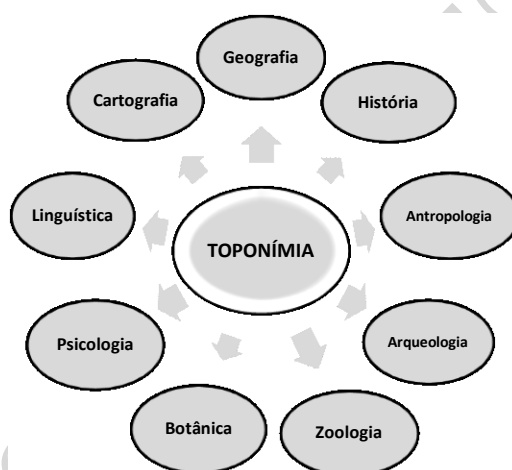 Geografia
Cartografia
História
Linguística
Antropologia
TOPONÍMIA
Psicologia
Arqueologia
Botânica
Zoologia